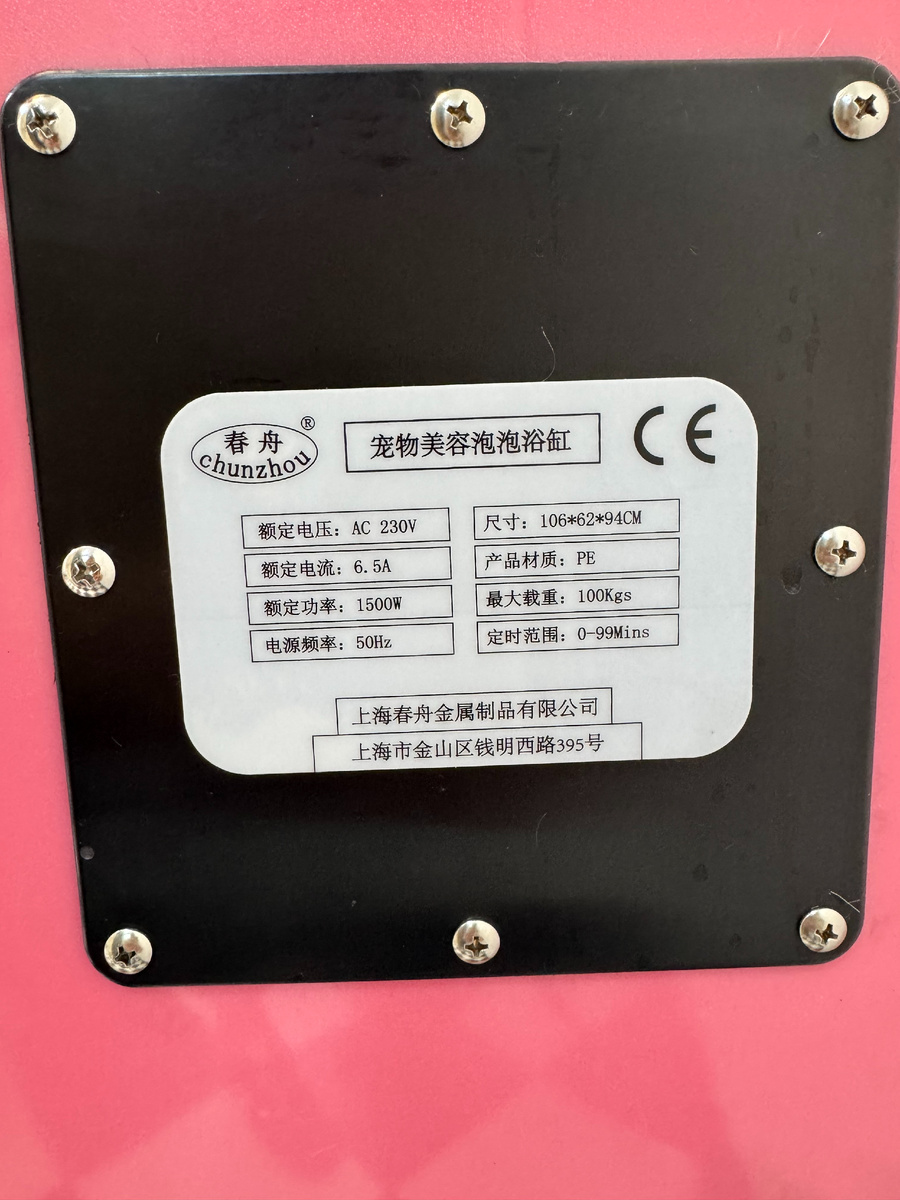 春舟®
chunzhou
宠物美容泡泡浴缸
CE
额定电压：AC 230V
额定电流：6.5A
额定功率：1500W
电源频率：50Hz
尺寸：106*62*94CM
产品材质：PE
最大载重：100Kgs
定时范围：0-99Mins
上海春舟金属制品有限公司
上海市金山区钱明西路395号